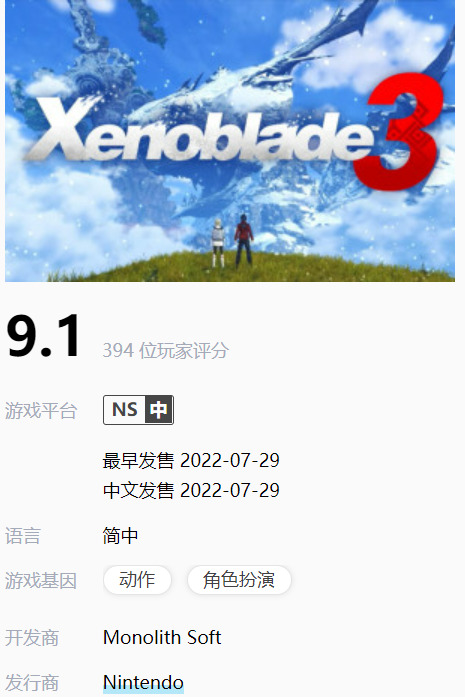 Xenoblade 3
9.1 394 位玩家评分
游戏平台 NS 中
最早发售 2022-07-29
中文发售 2022-07-29
语言 简中
游戏基因 动作 角色扮演
开发商 Monolith Soft
发行商 Nintendo